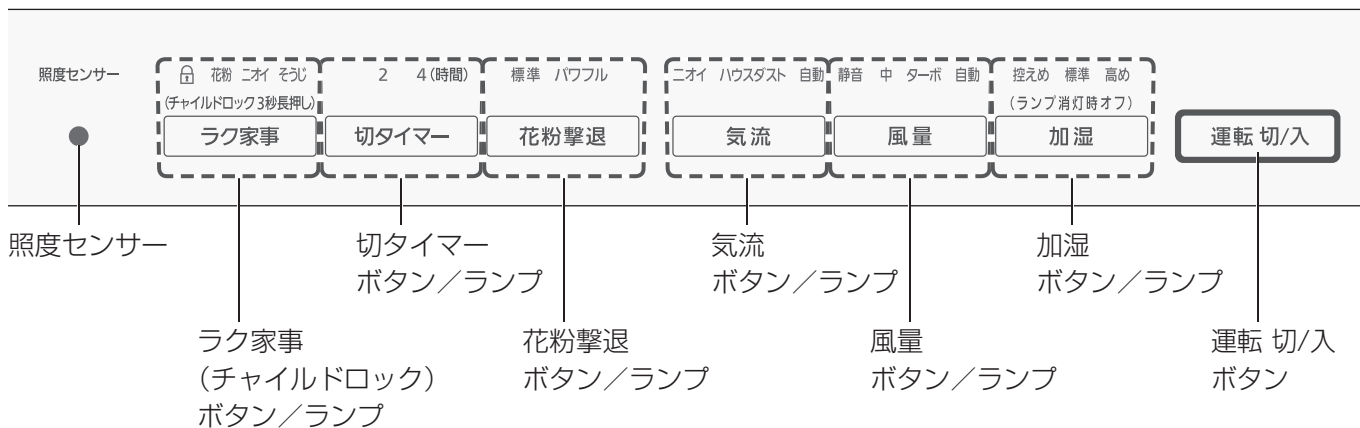 照度センサー
花粉 ニオイ そうじ
(チャイルドロック3秒長押し)
ラク家事
2 4(時間)
切タイマー
標準 パワフル
花粉撃退
ニオイ ハウスダスト 自動
気流
静音 中 ターボ 自動
風量
控えめ 標準 高め
(ランプ消灯時オフ)
加湿
運転 切/入
照度センサー
切タイマー
ボタン/ランプ
気流
ボタン/ランプ
加湿
ボタン/ランプ
ラク家事
(チャイルドロック)
ボタン/ランプ
花粉撃退
ボタン/ランプ
風量
ボタン/ランプ
運転 切/入
ボタン